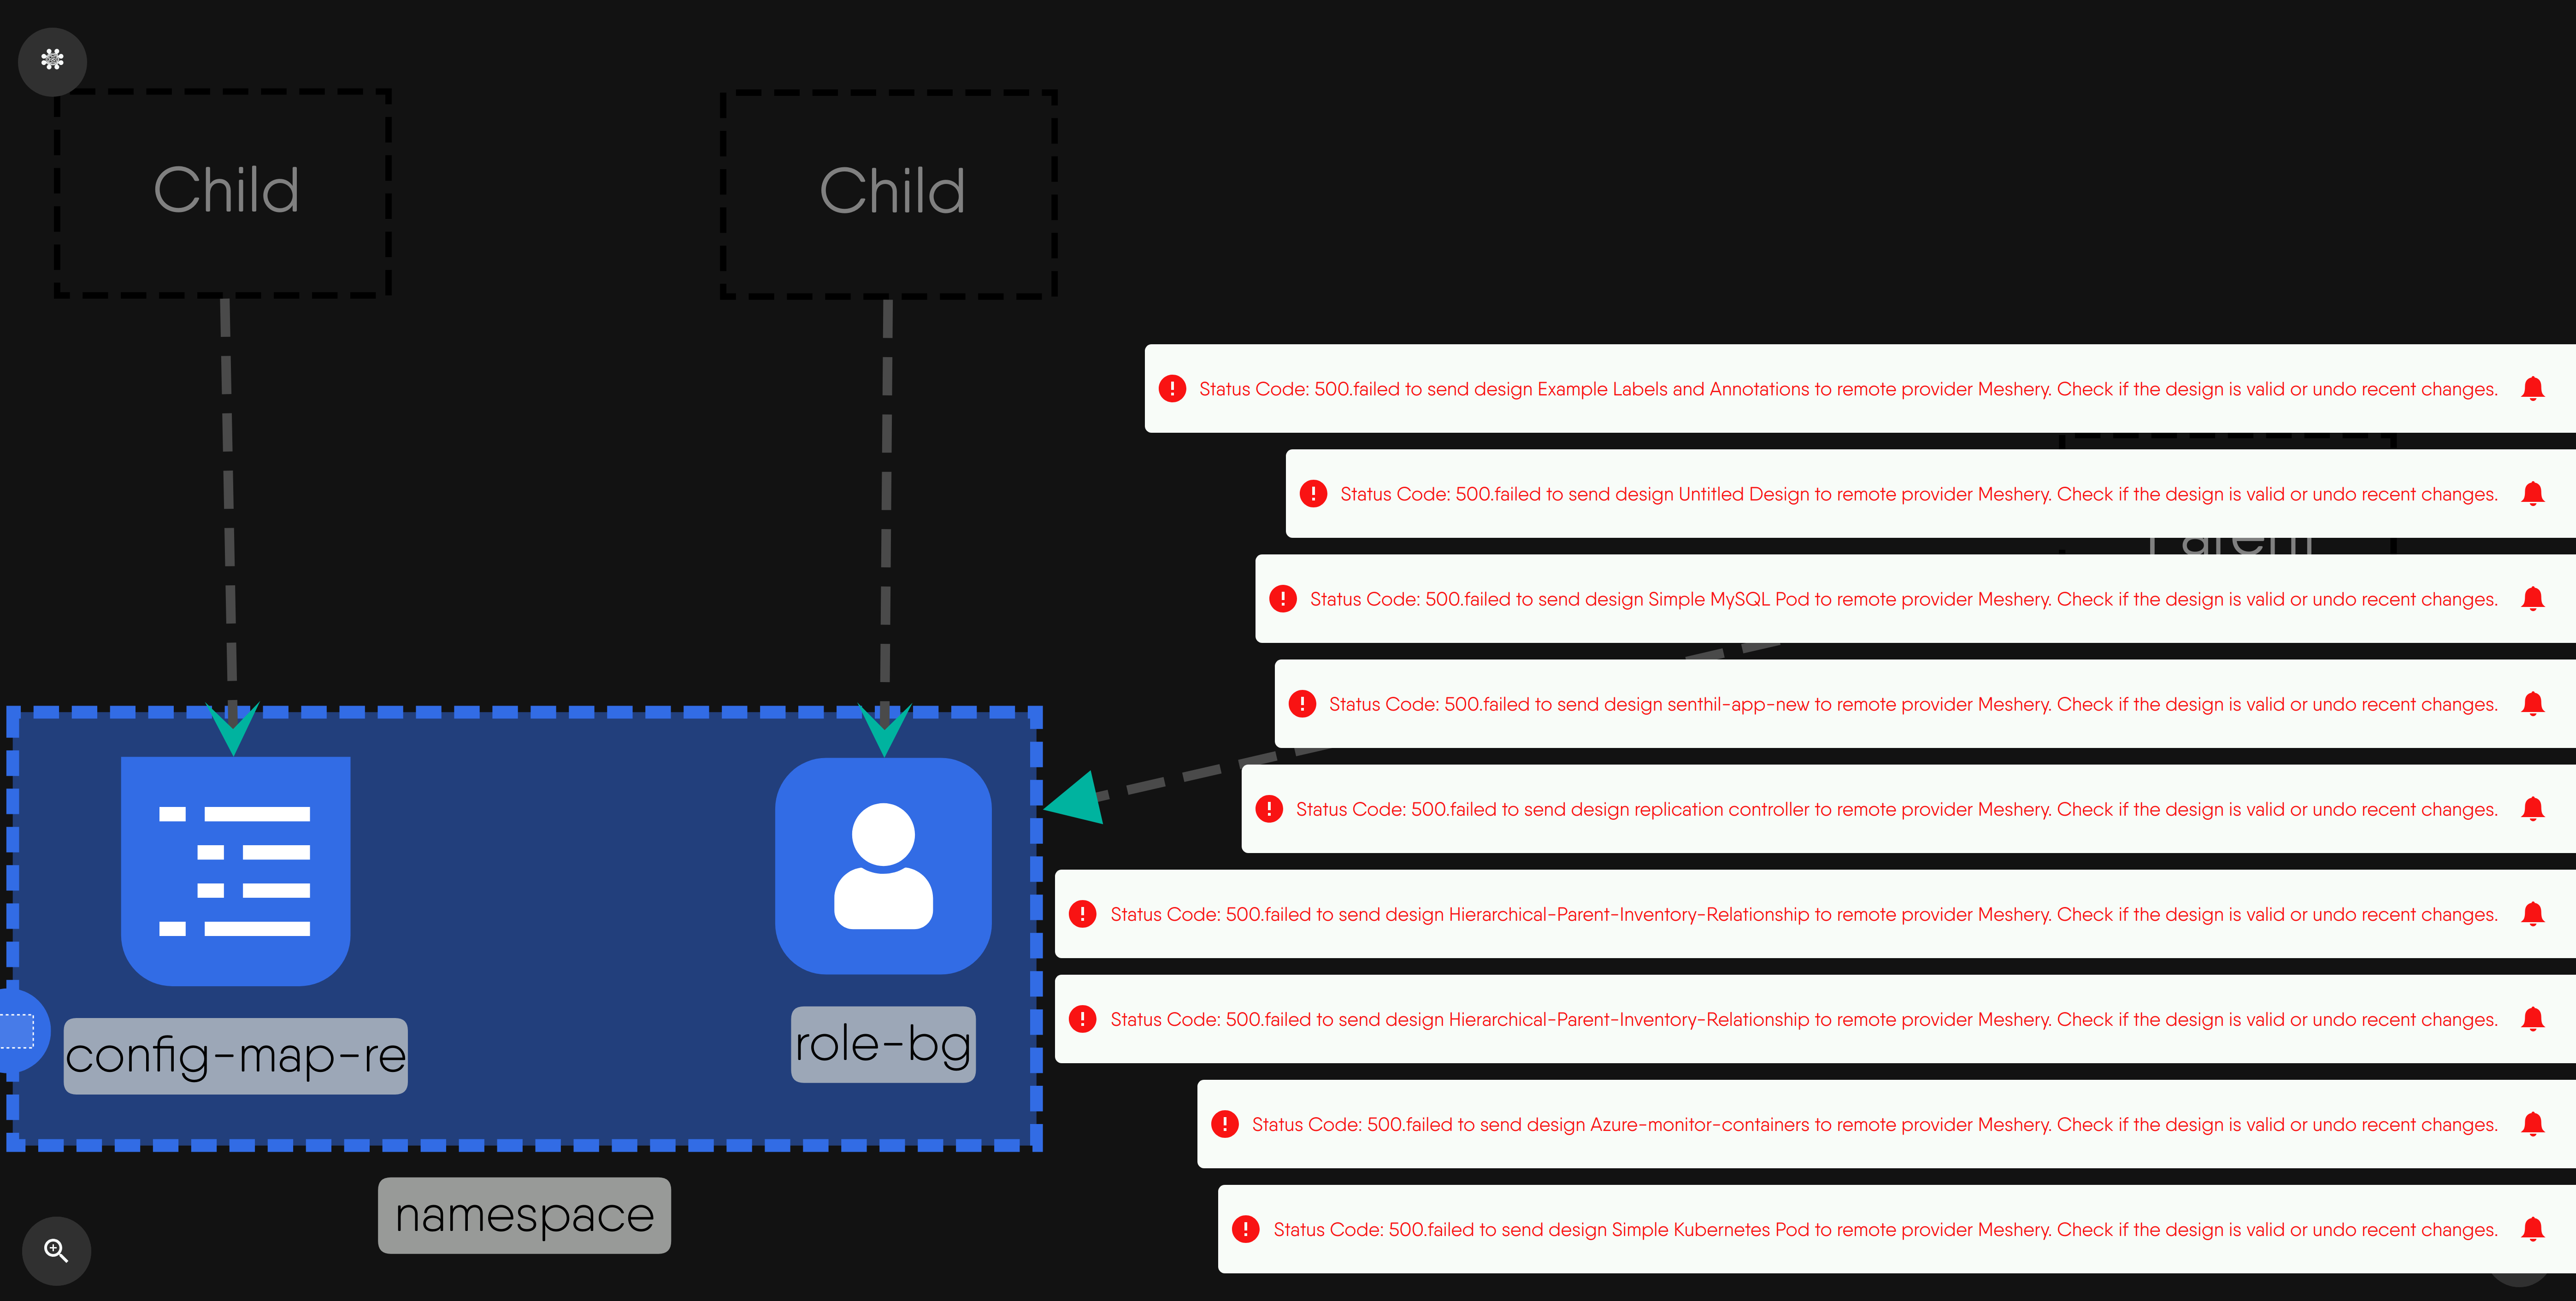 Child
Child
Status Code: 500.failed to send design Example Labels and Annotations to remote provider Meshery. Check if the design is valid or undo recent changes.
Status Code: 500.failed to send design Untitled Design to remote provider Meshery. Check if the design is valid or undo recent changes.
Parent
Status Code: 500.failed to send design Simple MySQL Pod to remote provider Meshery. Check if the design is valid or undo recent changes.
Status Code: 500.failed to send design senthil-app-new to remote provider Meshery. Check if the design is valid or undo recent changes.
Status Code: 500.failed to send design replication controller to remote provider Meshery. Check if the design is valid or undo recent changes.
Status Code: 500.failed to send design Hierarchical-Parent-Inventory-Relationship to remote provider Meshery. Check if the design is valid or undo recent changes.
Status Code: 500.failed to send design Hierarchical-Parent-Inventory-Relationship to remote provider Meshery. Check if the design is valid or undo recent changes.
Status Code: 500.failed to send design Azure-monitor-containers to remote provider Meshery. Check if the design is valid or undo recent changes.
Status Code: 500.failed to send design Simple Kubernetes Pod to remote provider Meshery. Check if the design is valid or undo recent changes.
config-map-re
role-bg
namespace